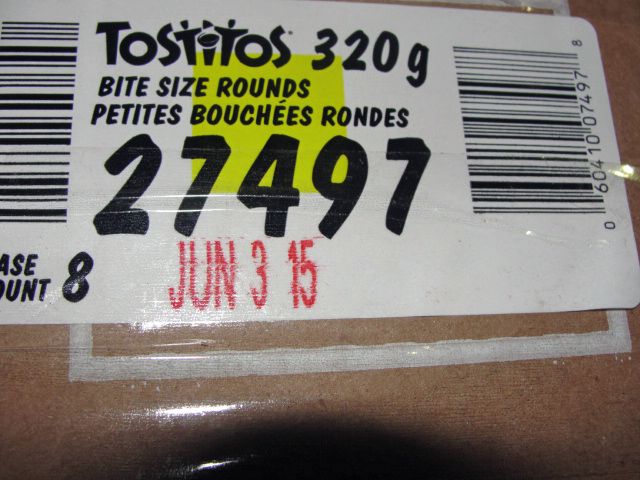 TOSTITOS 320g
BITE SIZE ROUNDS
PETITES BOUCHÉES RONDES
27497
ASE
OUNT 8
JUN 3 15
0 60410 07497 8